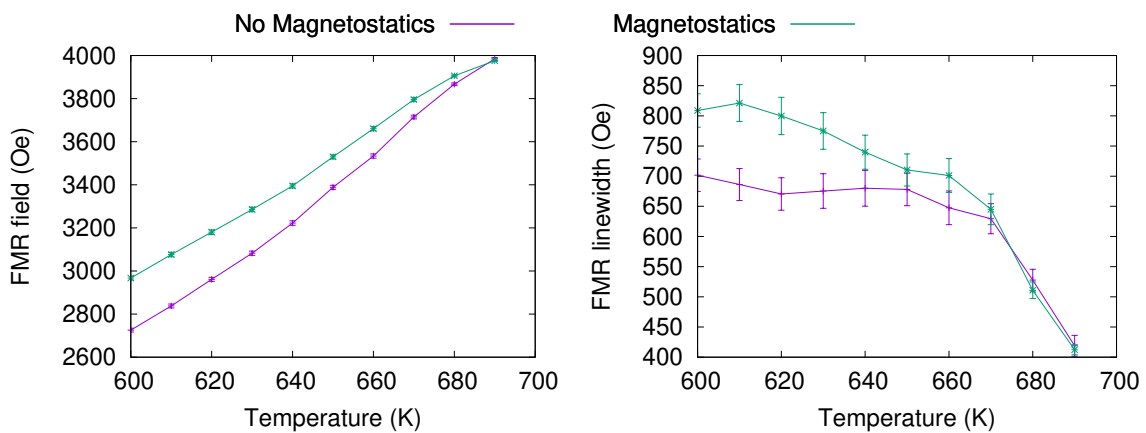 No Magnetostatics
Magnetostatics
FMR field (Oe)
4000
3800
3600
3400
3200
3000
2800
2600
600 620 640 660 680 700
Temperature (K)
FMR linewidth (Oe)
900
850
800
750
700
650
600
550
500
450
400
600 620 640 660 680 700
Temperature (K)